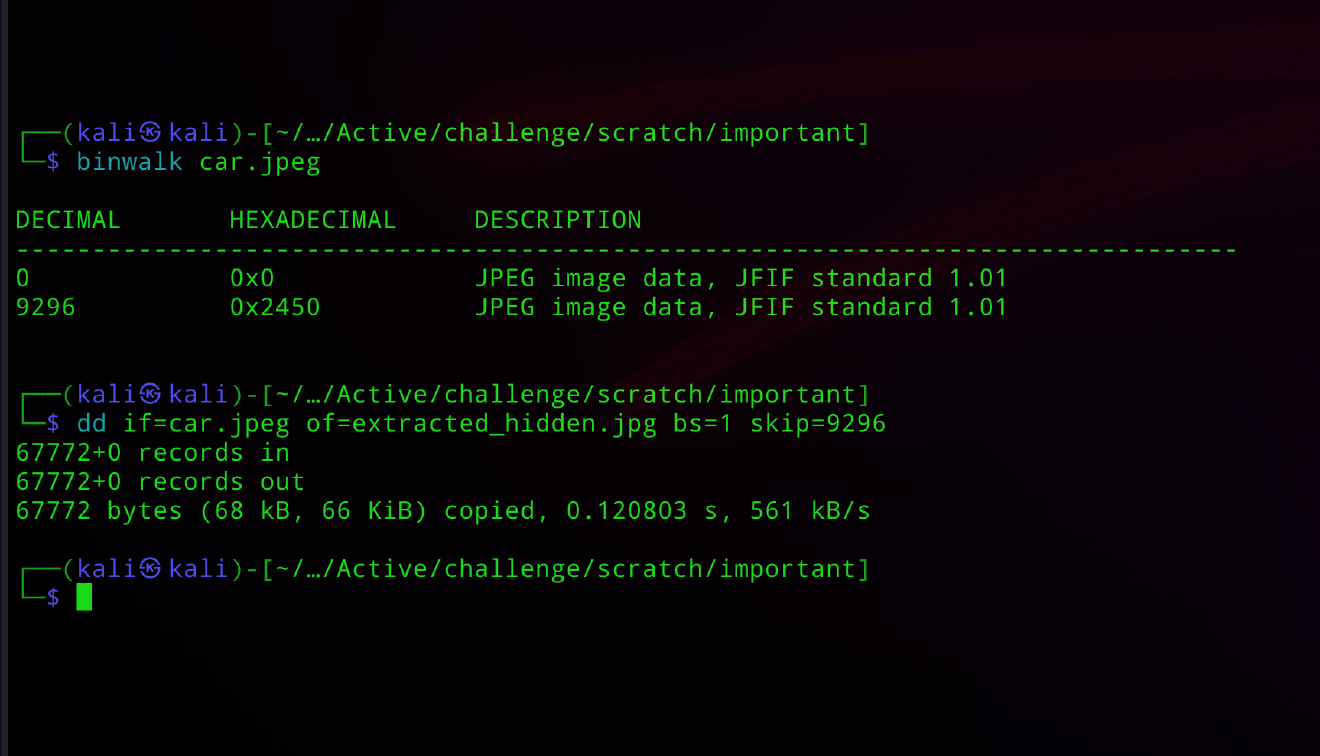 ┌──(kali㉿kali)-[~/…/Active/challenge/scratch/important]
└─$ binwalk car.jpeg
DECIMAL       HEXADECIMAL     DESCRIPTION
--------------------------------------------------------------------------------
0             0x0             JPEG image data, JFIF standard 1.01
9296          0x2450          JPEG image data, JFIF standard 1.01
┌──(kali㉿kali)-[~/…/Active/challenge/scratch/important]
└─$ dd if=car.jpeg of=extracted_hidden.jpg bs=1 skip=9296
67772+0 records in
67772+0 records out
67772 bytes (68 kB, 66 KiB) copied, 0.120803 s, 561 kB/s
┌──(kali㉿kali)-[~/…/Active/challenge/scratch/important]
└─$